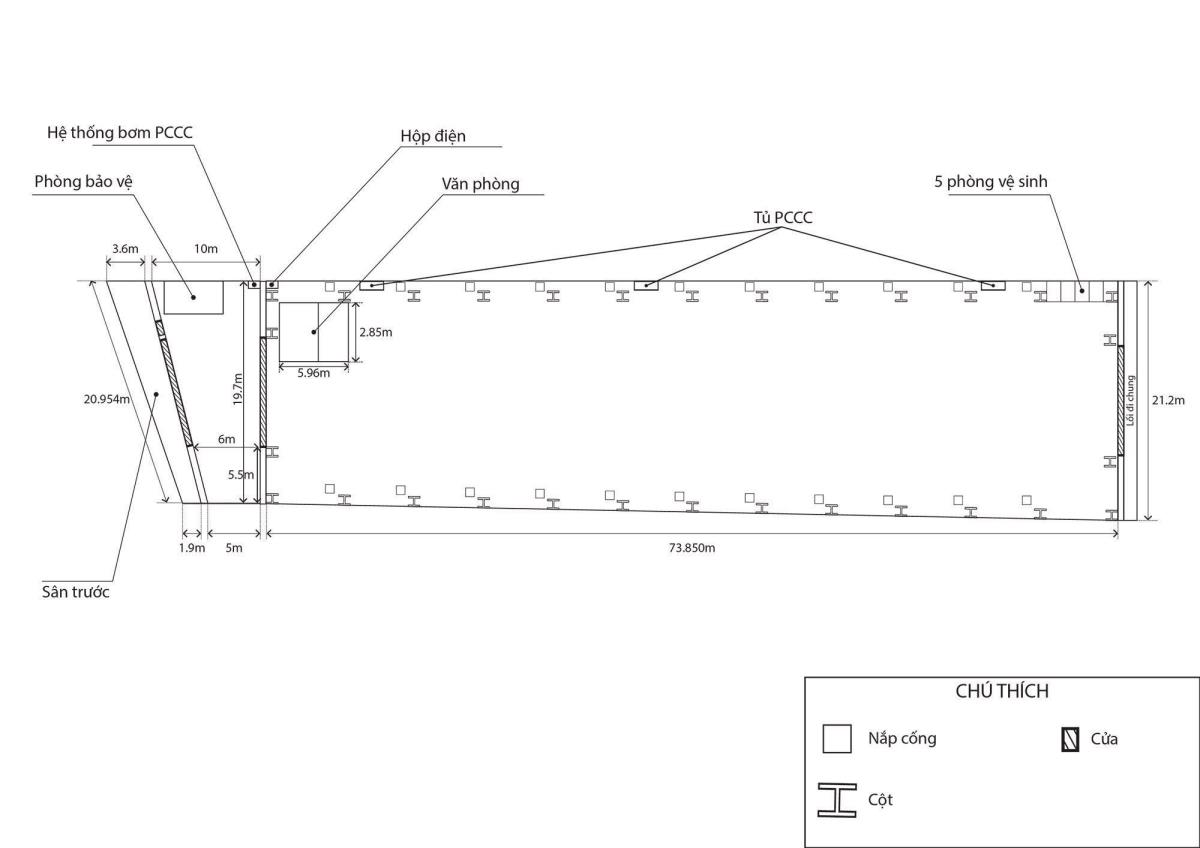 Hệ thống bơm PCCC
Hộp điện
Phòng bảo vệ
Văn phòng
5 phòng vệ sinh
Tủ PCCC
3.6m
10m
2.85m
5.96m
20.954m
19.7m
6m
5.5m
Lối đi chung
21.2m
1.9m
5m
73.850m
Sân trước
CHÚ THÍCH
Nắp cống
Cửa
Cột